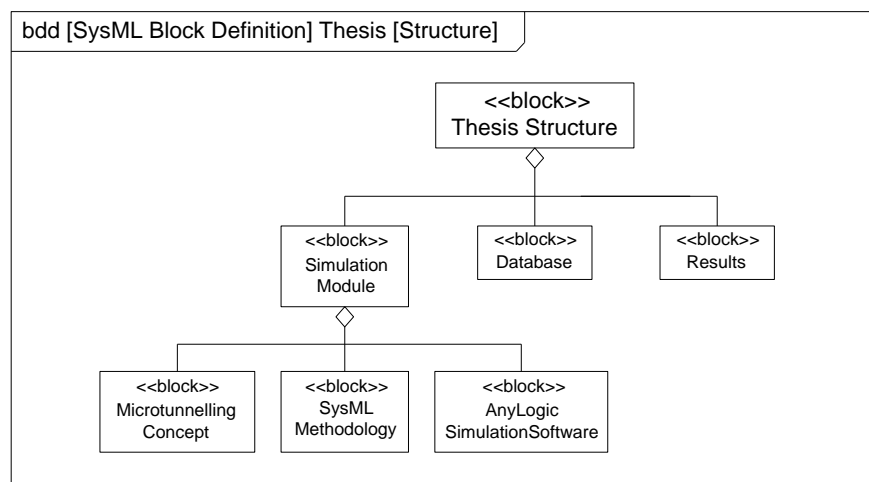 bdd [SysML Block Definition] Thesis [Structure]
<<block>>
Thesis Structure
<<block>>
Simulation
Module
<<block>>
Database
<<block>>
Results
<<block>>
Microtunnelling
Concept
<<block>>
SysML
Methodology
<<block>>
AnyLogic
SimulationSoftware